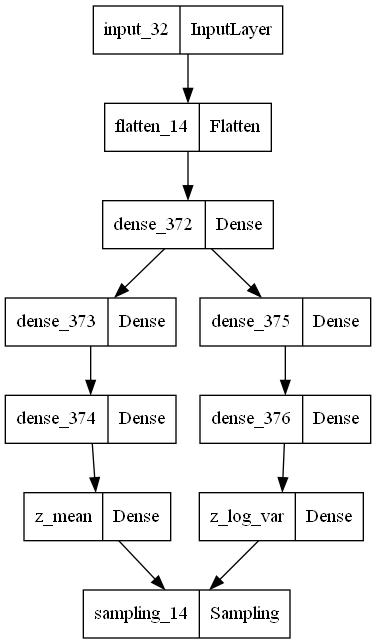 input_32 InputLayer
flatten_14 Flatten
dense_372 Dense
dense_373 Dense dense_375 Dense
dense_374 Dense dense_376 Dense
z_mean Dense z_log_var Dense
sampling_14 Sampling